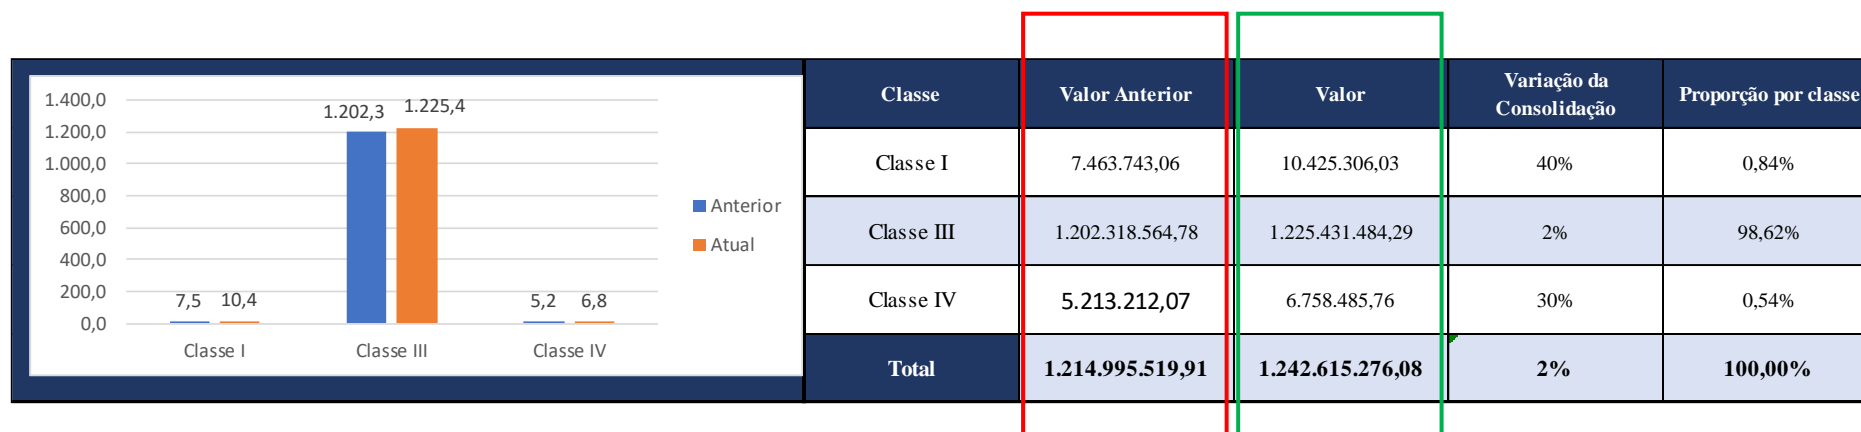 1.400,0
1.200,0
1.000,0
800,0
600,0
400,0
200,0
0,0
1.202,3 1.225,4
7,5 10,4
5,2 6,8
Classe I Classe III Classe IV
Anterior
Atual
Classe Valor Anterior Valor Variação da Consolidação Proporção por classe
Classe I 7.463.743,06 10.425.306,03 40% 0,84%
Classe III 1.202.318.564,78 1.225.431.484,29 2% 98,62%
Classe IV 5.213.212,07 6.758.485,76 30% 0,54%
Total 1.214.995.519,91 1.242.615.276,08 2% 100,00%